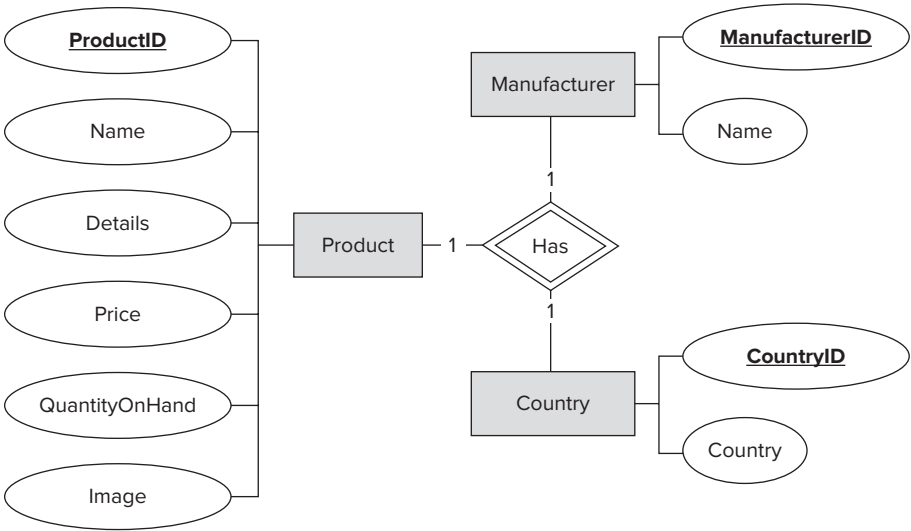 ProductID
Name
Details
Price
QuantityOnHand
Image
Product
1
Has
1
1
Manufacturer
ManufacturerID
Name
Country
CountryID
Country